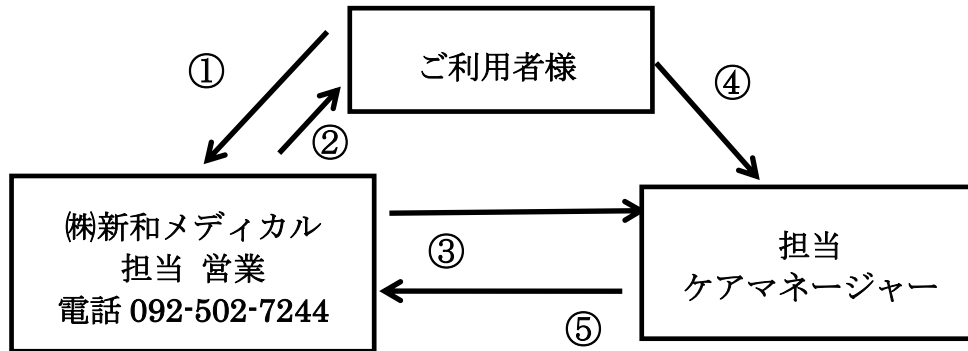 ご利用者様
①
②
④
㈱新和メディカル
担当 営業
電話 092-502-7244
③
⑤
担当
ケアマネージャー